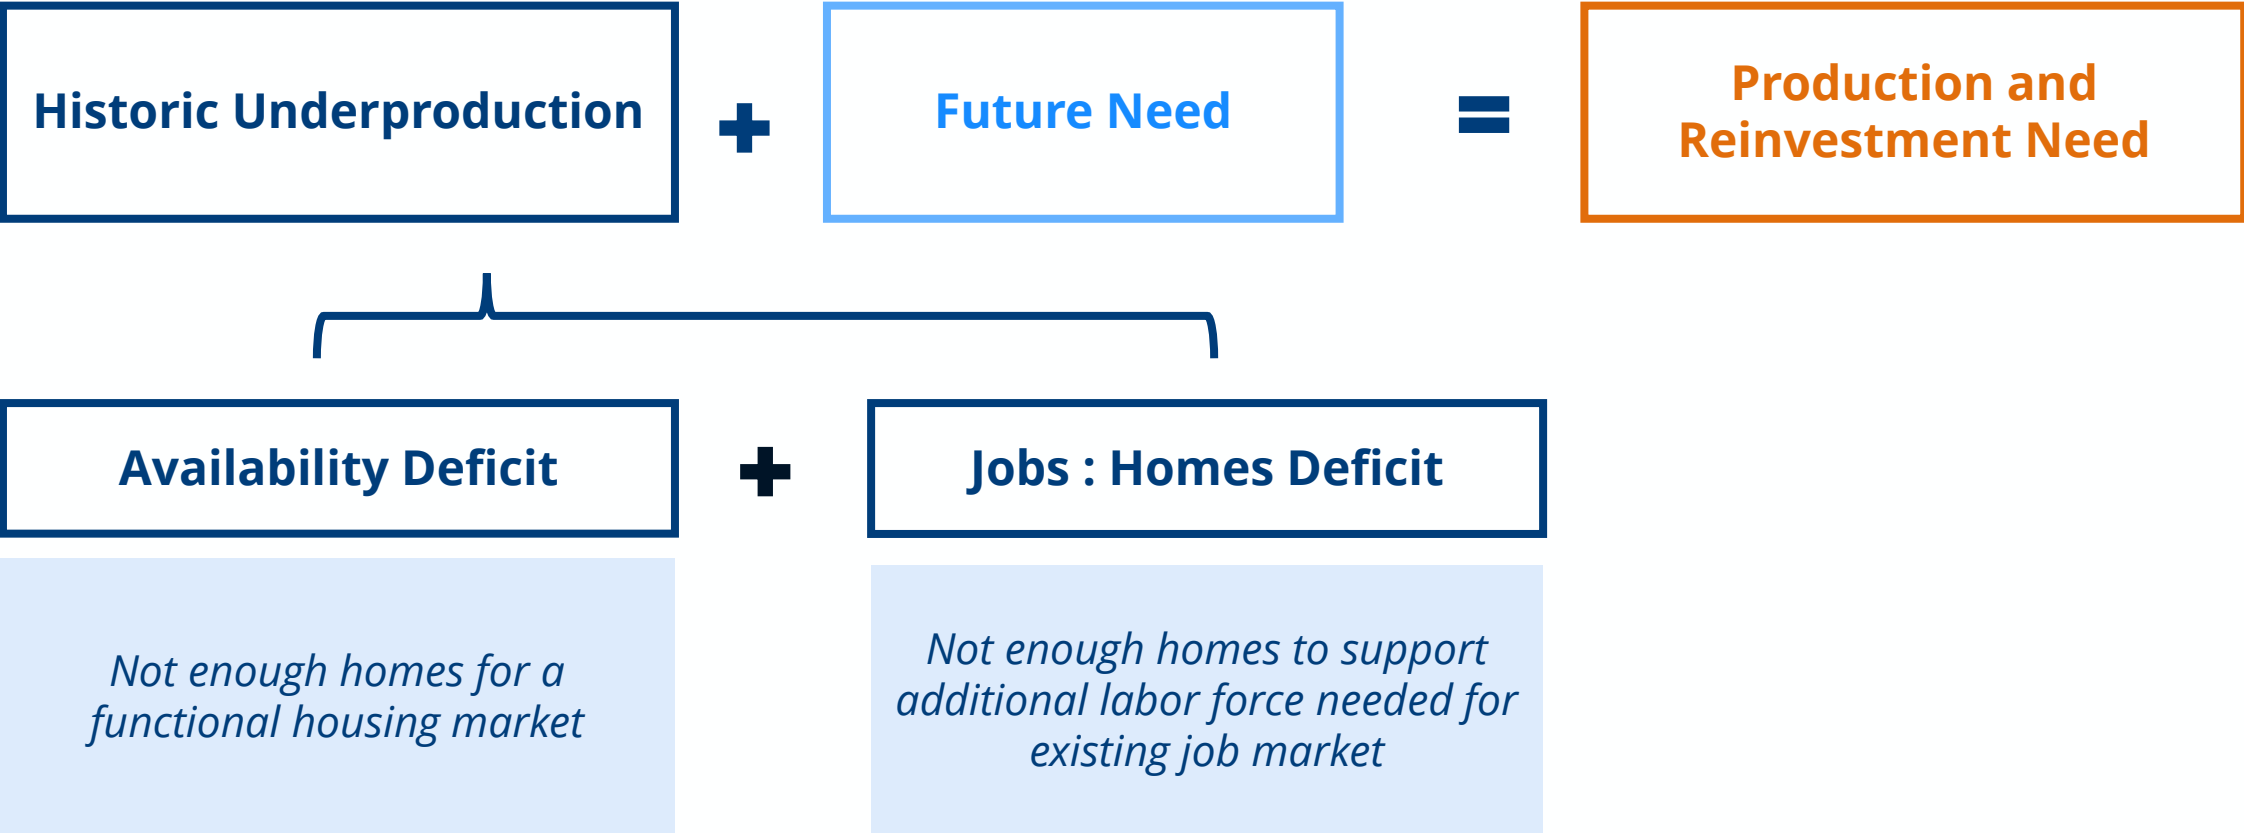 Historic Underproduction
+
Future Need
=
Production and
Reinvestment Need
Availability Deficit
+
Jobs : Homes Deficit
Not enough homes for a
functional housing market
Not enough homes to support
additional labor force needed for
existing job market